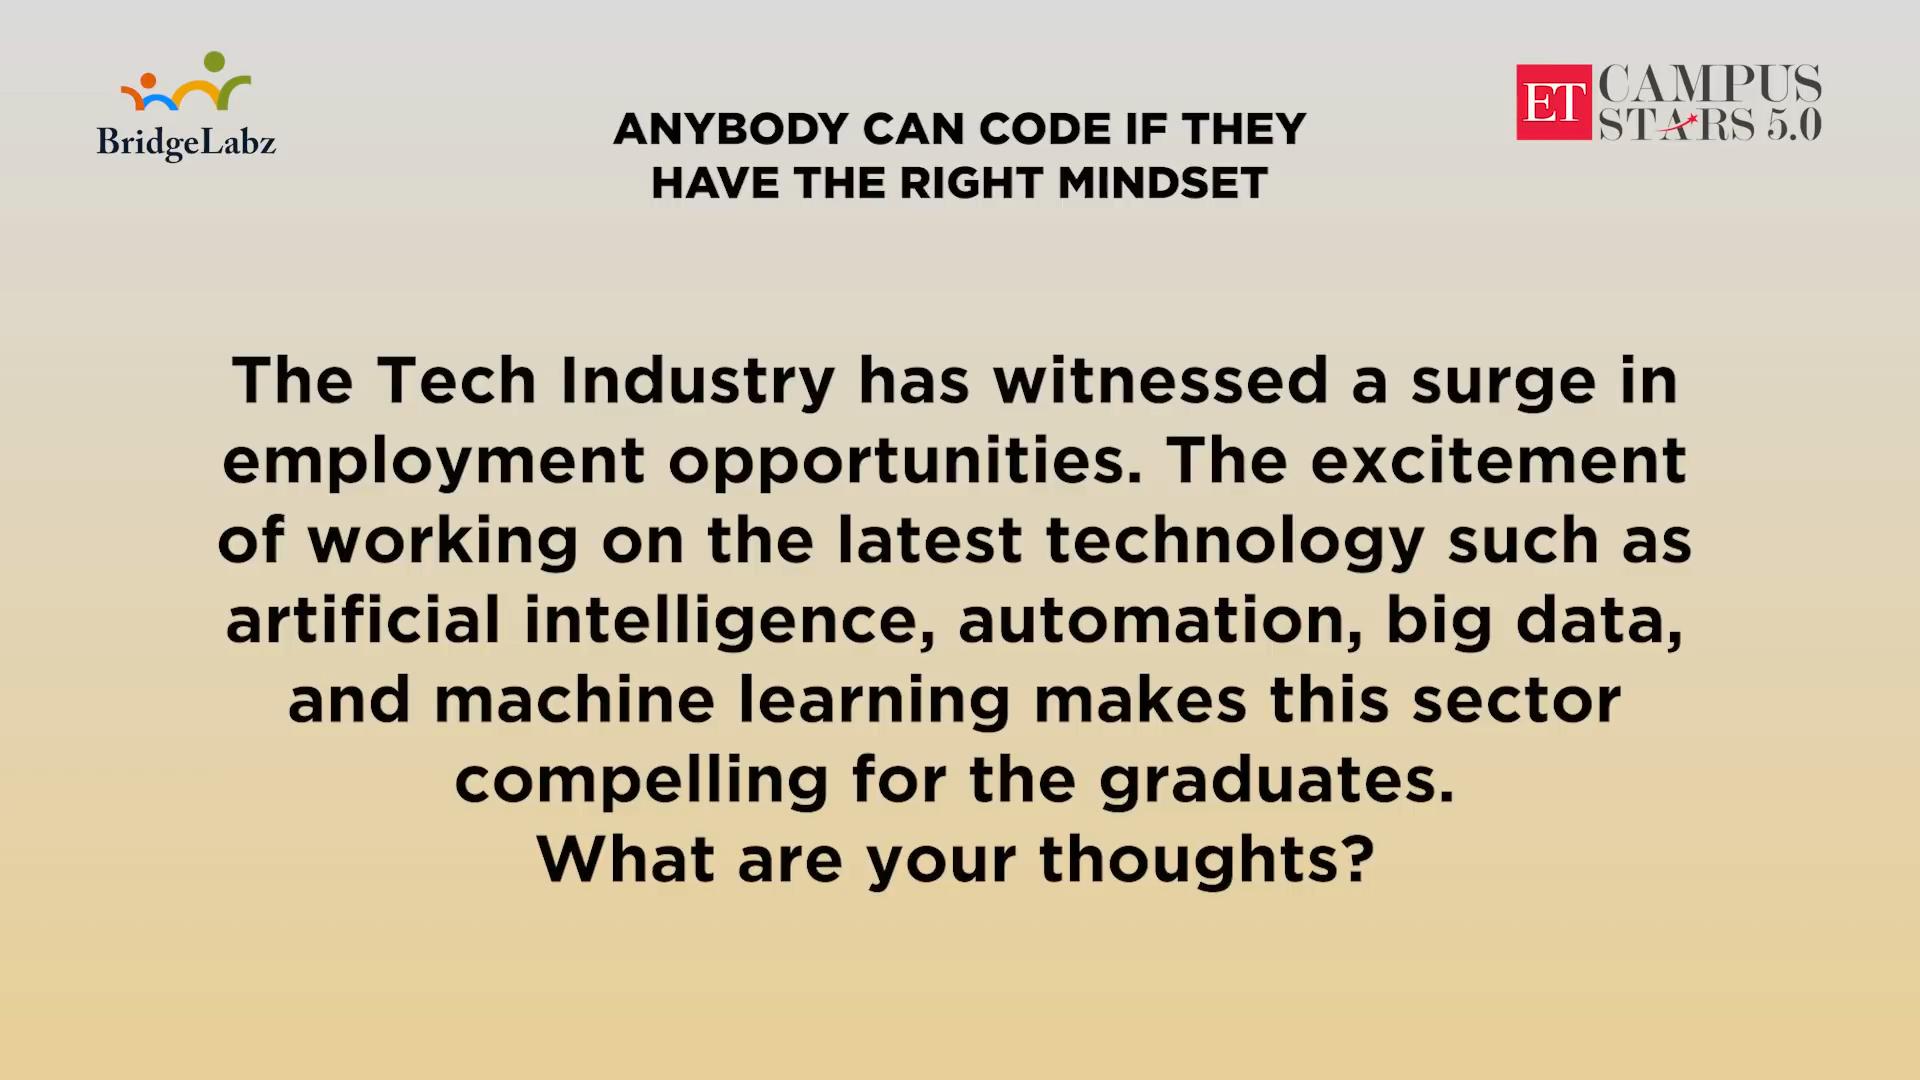 BridgeLabz
ANYBODY CAN CODE IF THEY
HAVE THE RIGHT MINDSET
ET CAMPUS
STARS 5.0
The Tech Industry has witnessed a surge in
employment opportunities. The excitement
of working on the latest technology such as
artificial intelligence, automation, big data,
and machine learning makes this sector
compelling for the graduates.
What are your thoughts?